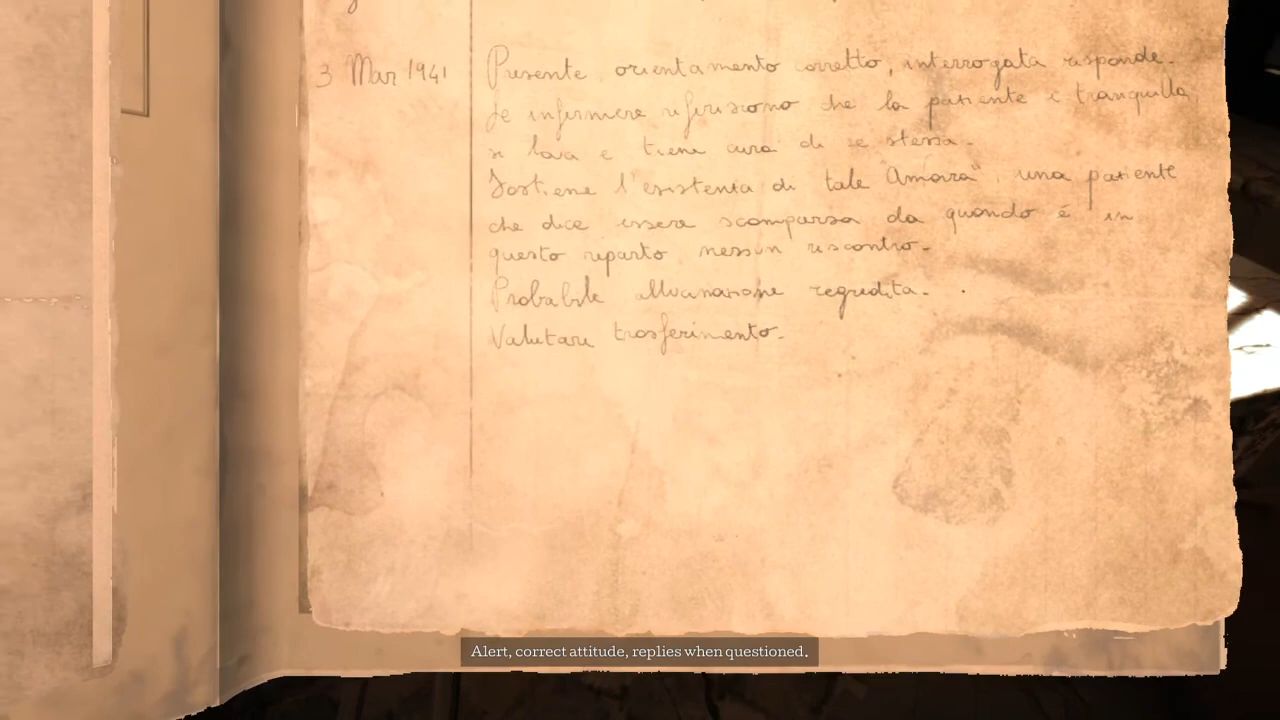 3 Mar 1941
Presente, orientamento corretto, interrogata risponde.
Le infermiere riferiscono che la paziente è tranquilla,
si lava e tiene cura di se stessa.
Sostiene l'esistenza di tale "Amara", una paziente
che dice essere scomparsa da quando é in
questo reparto, nessun riscontro.
Probabile allucinazione regredita.
Valutare trasferimento.
Alert, correct attitude, replies when questioned.